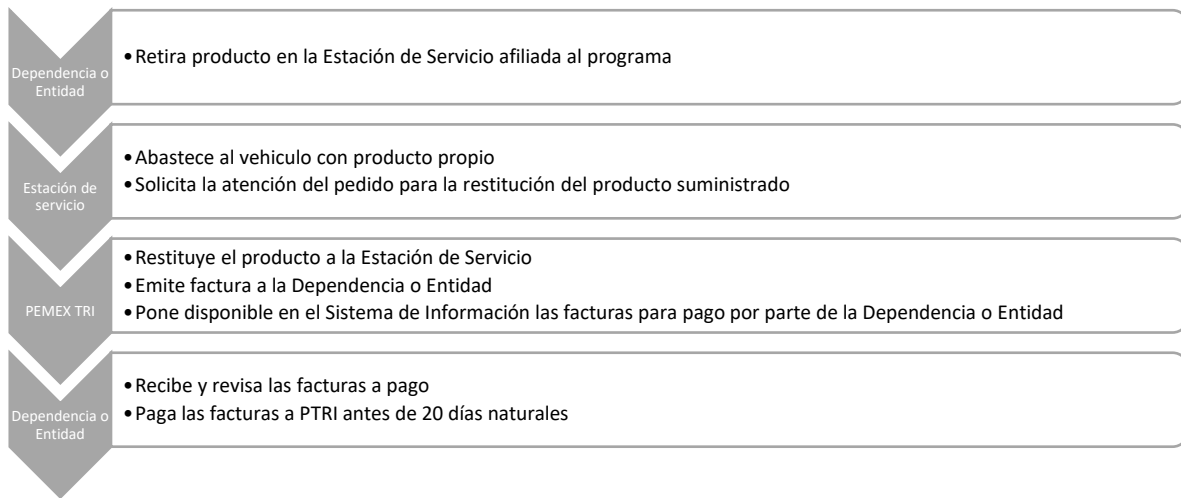 Dependencia o
Entidad
•Retira producto en la Estación de Servicio afiliada al programa
Estación de
servicio
•Abastece al vehiculo con producto propio
•Solicita la atención del pedido para la restitución del producto suministrado
PEMEX TRI
•Restituye el producto a la Estación de Servicio
•Emite factura a la Dependencia o Entidad
•Pone disponible en el Sistema de Información las facturas para pago por parte de la Dependencia o Entidad
Dependencia o
Entidad
•Recibe y revisa las facturas a pago
•Paga las facturas a PTRI antes de 20 días naturales